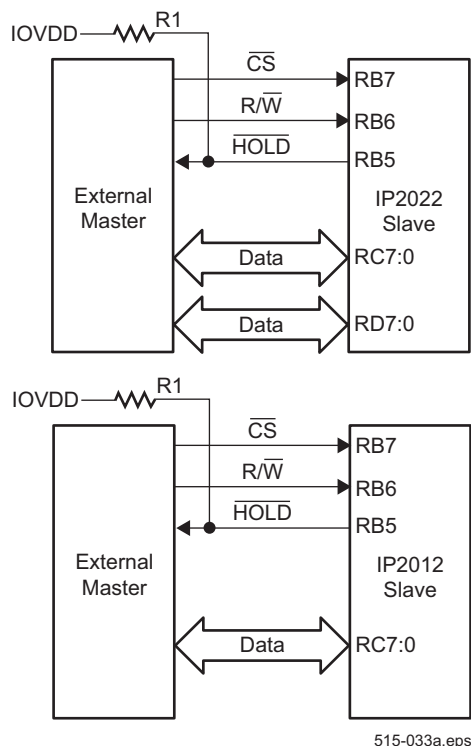 IOVDD R1
CS
RB7
R/W
RB6
HOLD
RB5
External
Master
IP2022
Slave
Data
RC7:0
Data
RD7:0
IOVDD R1
CS
RB7
R/W
RB6
HOLD
RB5
External
Master
IP2012
Slave
Data
RC7:0
515-033a.eps